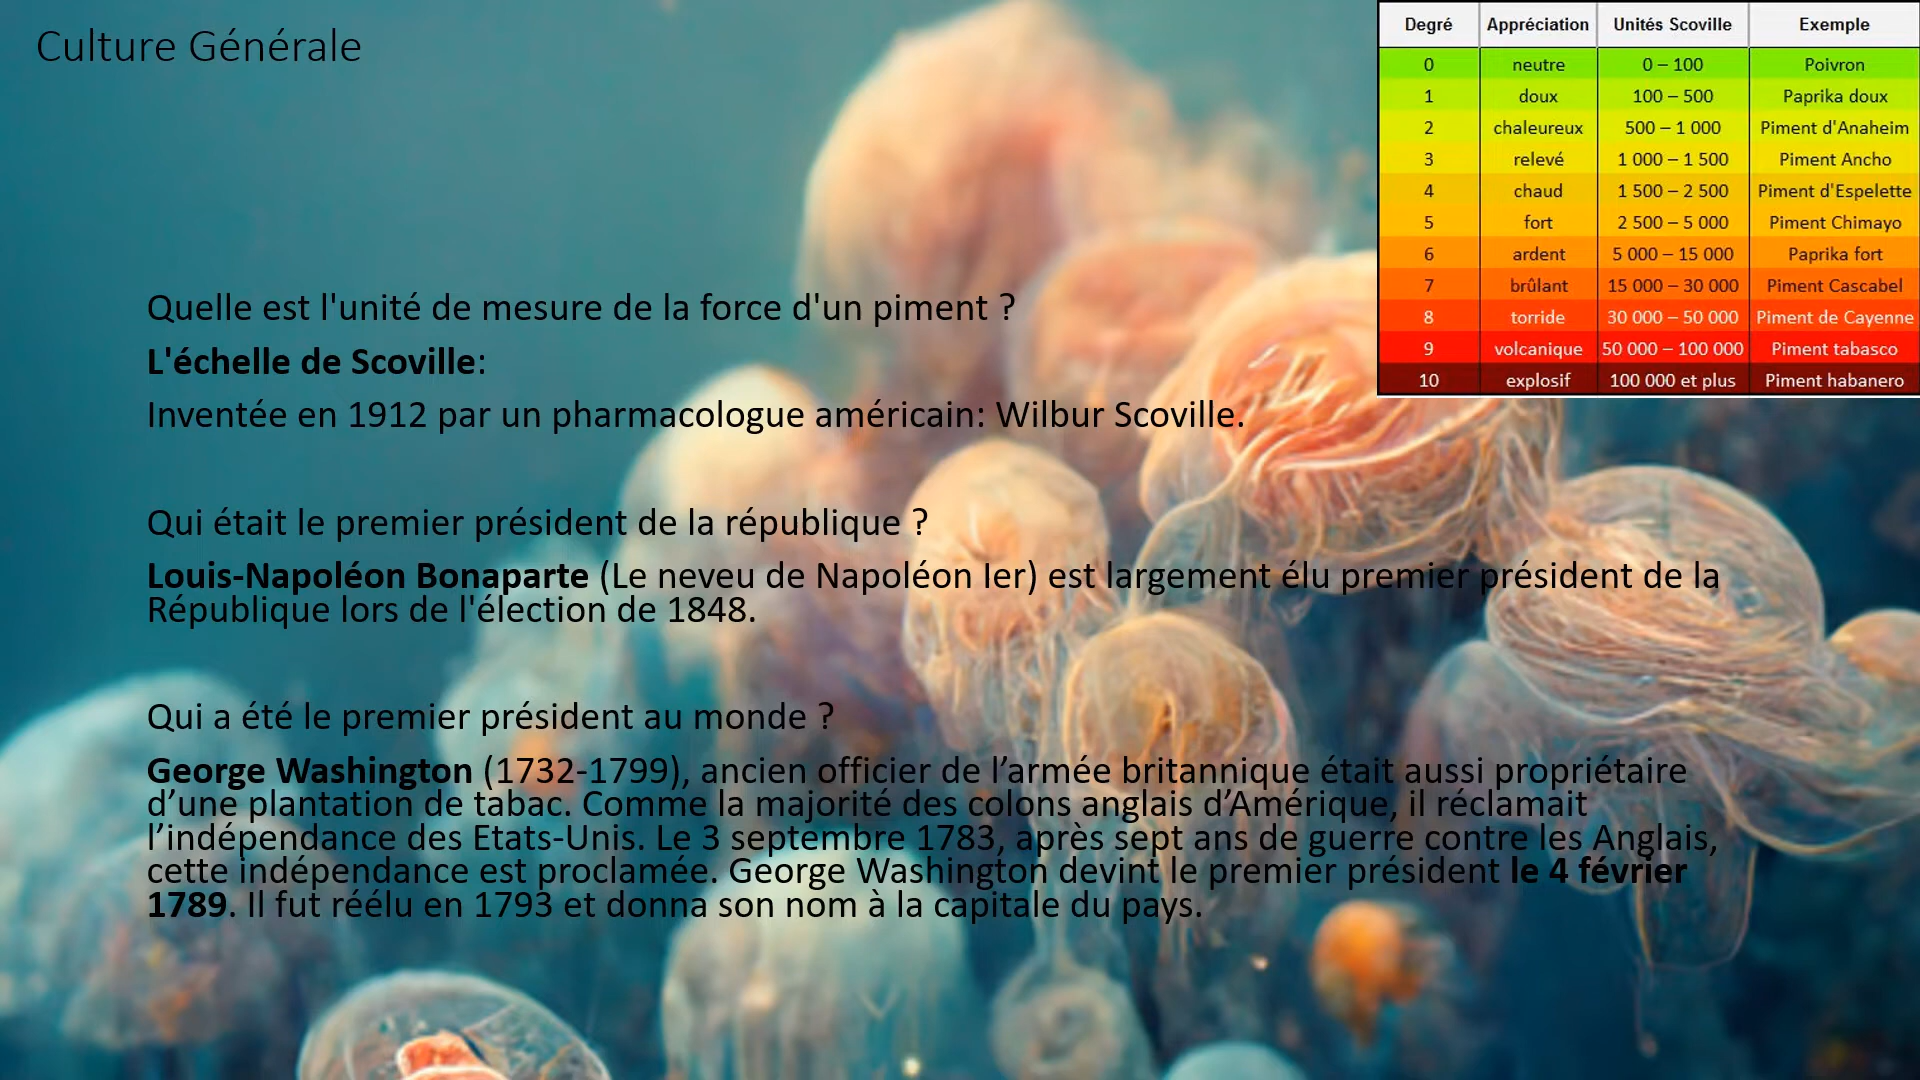 Culture Générale
Degré Appréciation Unités Scoville Exemple
0 neutre 0 – 100 Poivron
1 doux 100 – 500 Paprika doux
2 chaleureux 500 – 1 000 Piment d'Anaheim
3 relevé 1 000 – 1 500 Piment Ancho
4 chaud 1 500 – 2 500 Piment d'Espelette
5 fort 2 500 – 5 000 Piment Chimayo
6 ardent 5 000 – 15 000 Paprika fort
7 brûlant 15 000 – 30 000 Piment Cascabel
8 torride 30 000 – 50 000 Piment de Cayenne
9 volcanique 50 000 – 100 000 Piment tabasco
10 explosif 100 000 et plus Piment habanero
Quelle est l'unité de mesure de la force d'un piment ?
L'échelle de Scoville:
Inventée en 1912 par un pharmacologue américain: Wilbur Scoville.
Qui était le premier président de la république ?
Louis-Napoléon Bonaparte (Le neveu de Napoléon Ier) est largement élu premier président de la
République lors de l'élection de 1848.
Qui a été le premier président au monde ?
George Washington (1732-1799), ancien officier de l’armée britannique était aussi propriétaire
d’une plantation de tabac. Comme la majorité des colons anglais d’Amérique, il réclamait
l’indépendance des Etats-Unis. Le 3 septembre 1783, après sept ans de guerre contre les Anglais,
cette indépendance est proclamée. George Washington devint le premier président le 4 février
1789. Il fut réélu en 1793 et donna son nom à la capitale du pays.